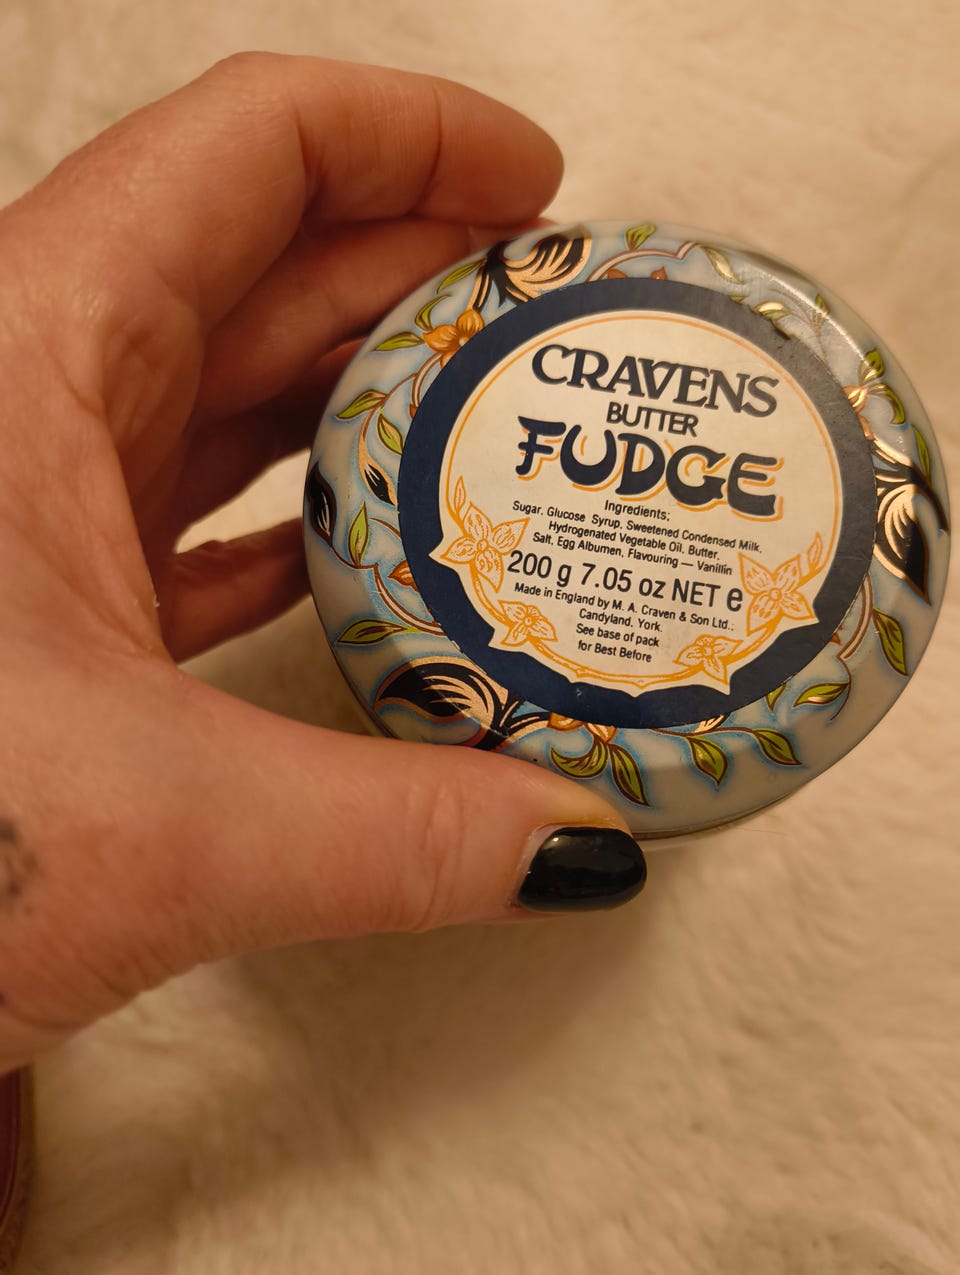 CRAVENS
BUTTER
FUDGE
Ingredients;
Sugar, Glucose Syrup, Sweetened Condensed Milk,
Hydrogenated Vegetable Oil, Butter,
Salt, Egg Albumen, Flavouring — Vanillin
200 g 7.05 oz NET e
Made in England by M. A. Craven & Son Ltd.:
Candyland, York.
See base of pack
for Best Before